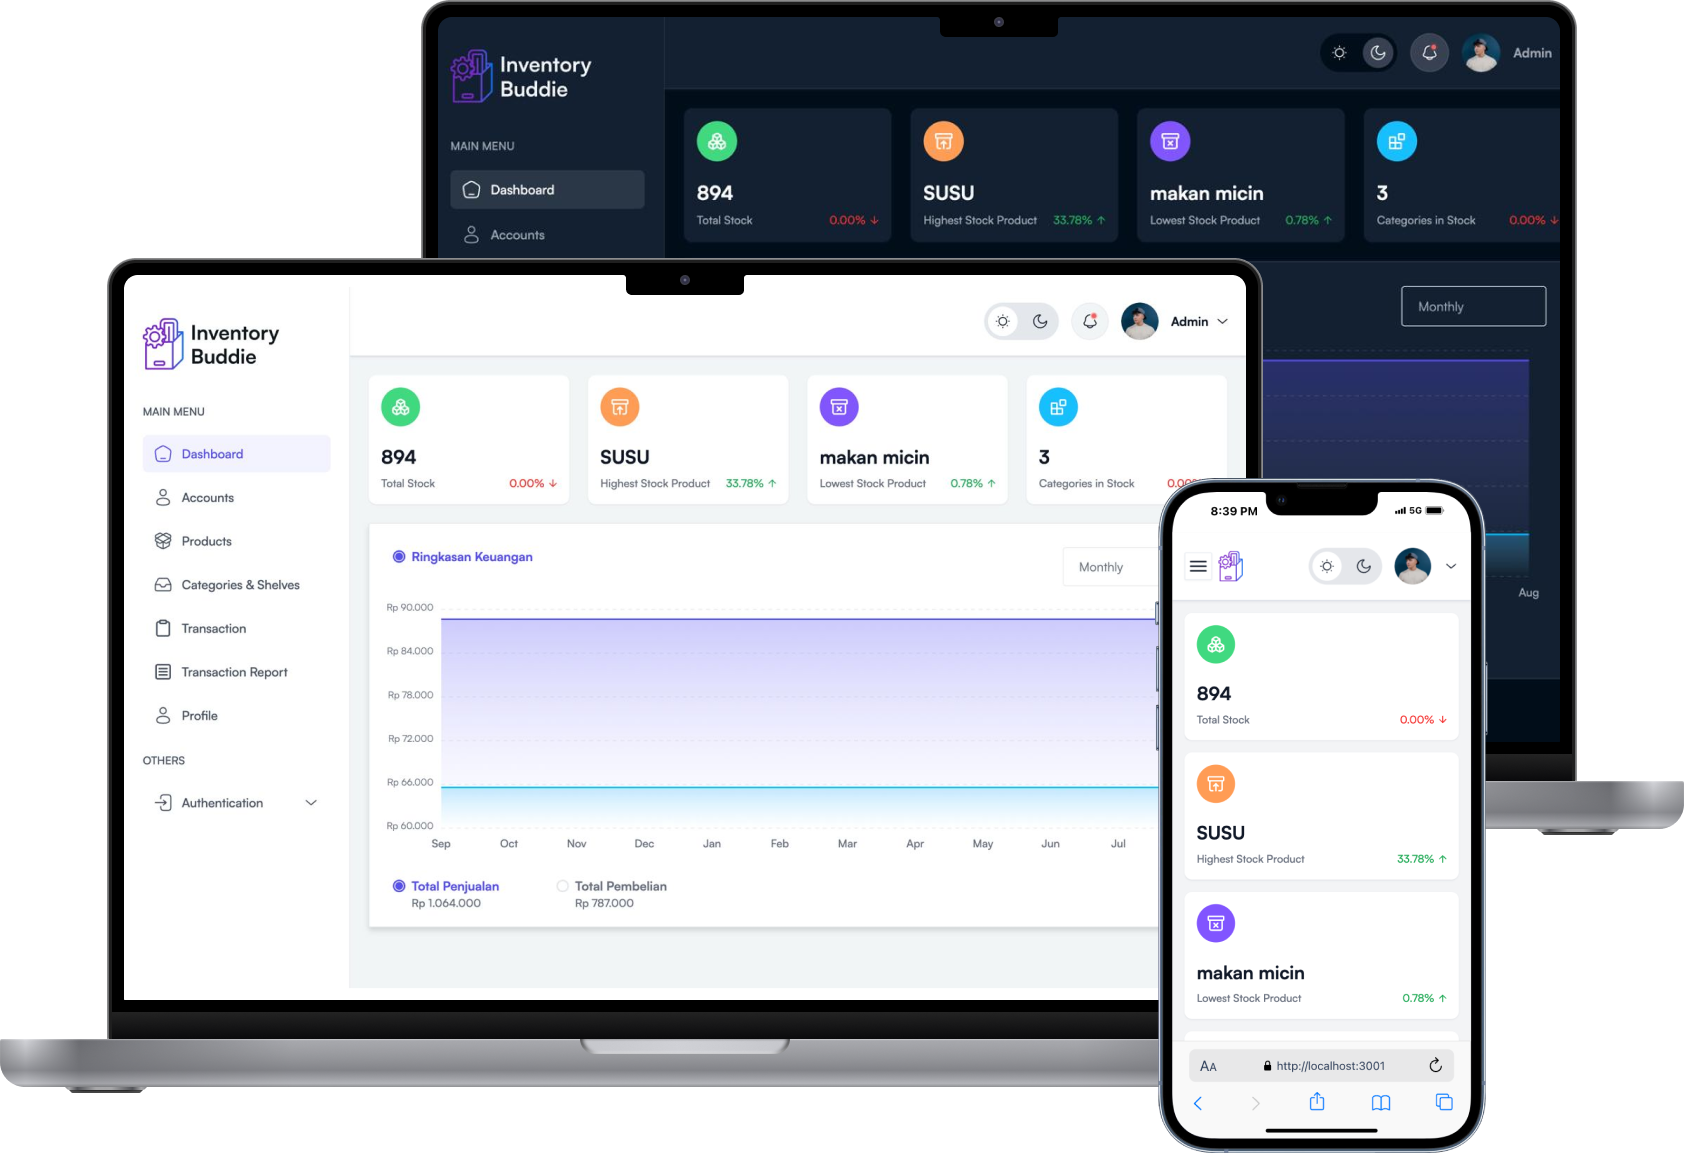 Inventory
Buddie
Admin
MAIN MENU
Dashboard
Accounts
894
Total Stock
0.00%
SUSU
Highest Stock Product
33.78%
makan micin
Lowest Stock Product
0.78%
3
Categories in Stock
0.00%
Monthly
Aug
Inventory
Buddie
Admin
MAIN MENU
Dashboard
Accounts
Products
Categories & Shelves
Transaction
Transaction Report
Profile
OTHERS
Authentication
894
Total Stock
0.00%
SUSU
Highest Stock Product
33.78%
makan micin
Lowest Stock Product
0.78%
3
Categories in Stock
Ringkasan Keuangan
Monthly
Rp 90.000
Rp 84.000
Rp 78.000
Rp 72.000
Rp 66.000
Rp 60.000
Sep Oct Nov Dec Jan Feb Mar Apr May Jun Jul
Total Penjualan
Rp 1.064.000
Total Pembelian
Rp 787.000
8:39 PM
5G
894
Total Stock
0.00%
SUSU
Highest Stock Product
33.78%
makan micin
Lowest Stock Product
0.78%
AA
http://localhost:3001